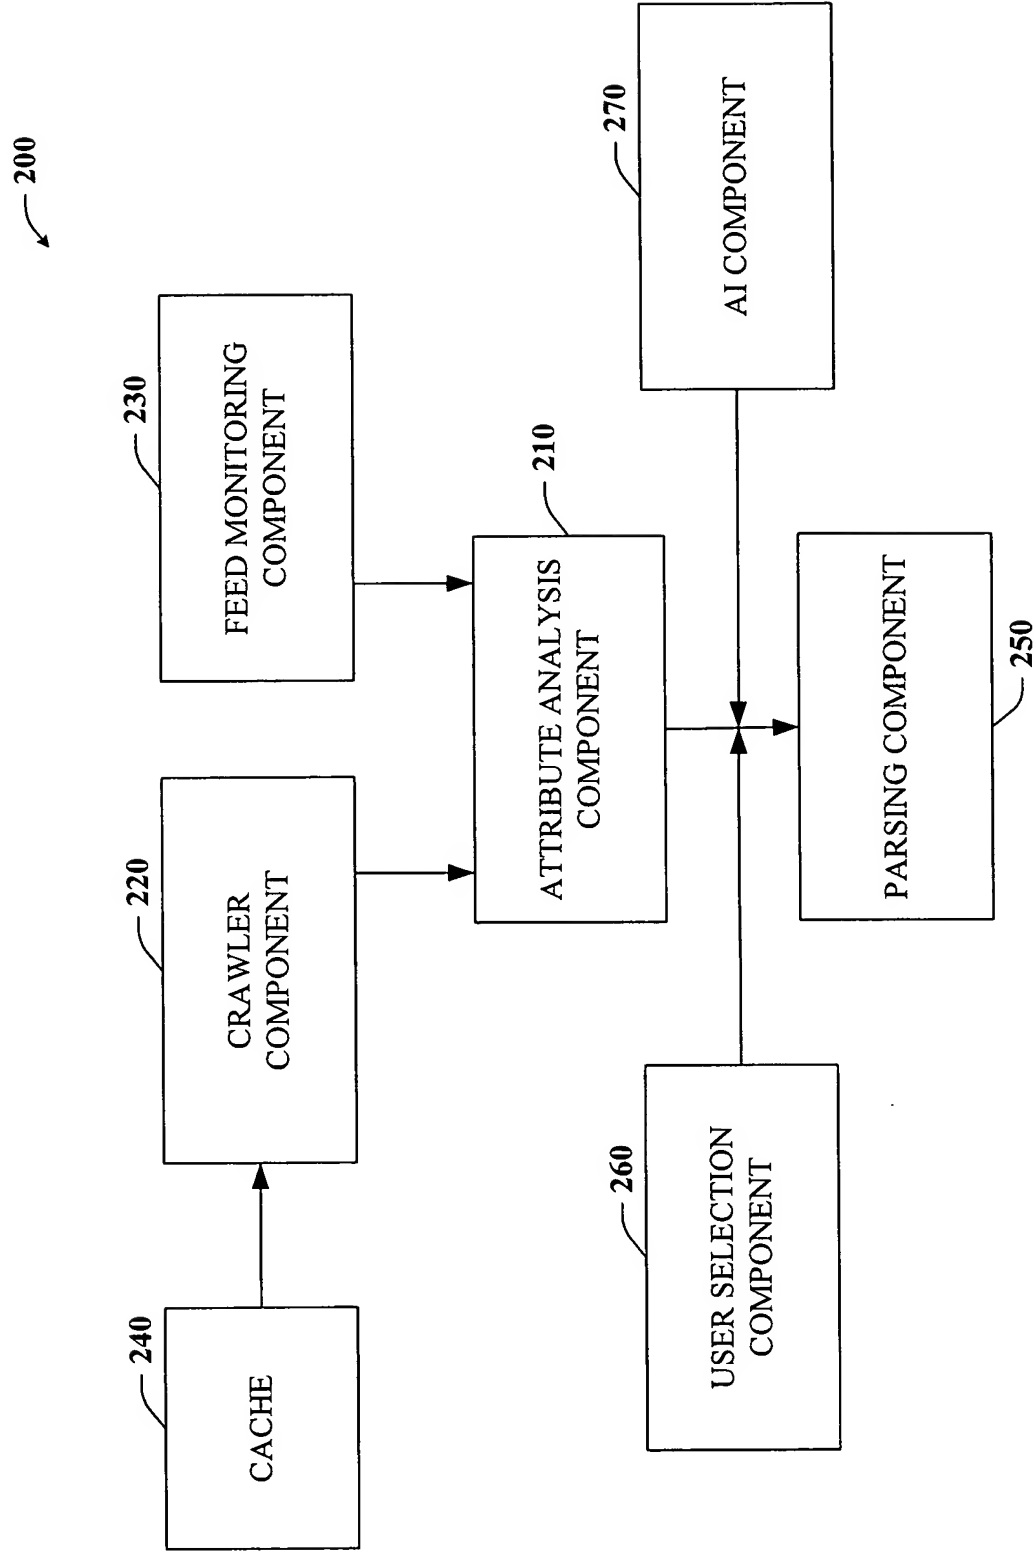 200
240
CACHE
220
CRAWLER
COMPONENT
230
FEED MONITORING
COMPONENT
210
ATTRIBUTE ANALYSIS
COMPONENT
260
USER SELECTION
COMPONENT
270
AI COMPONENT
PARSING COMPONENT
250